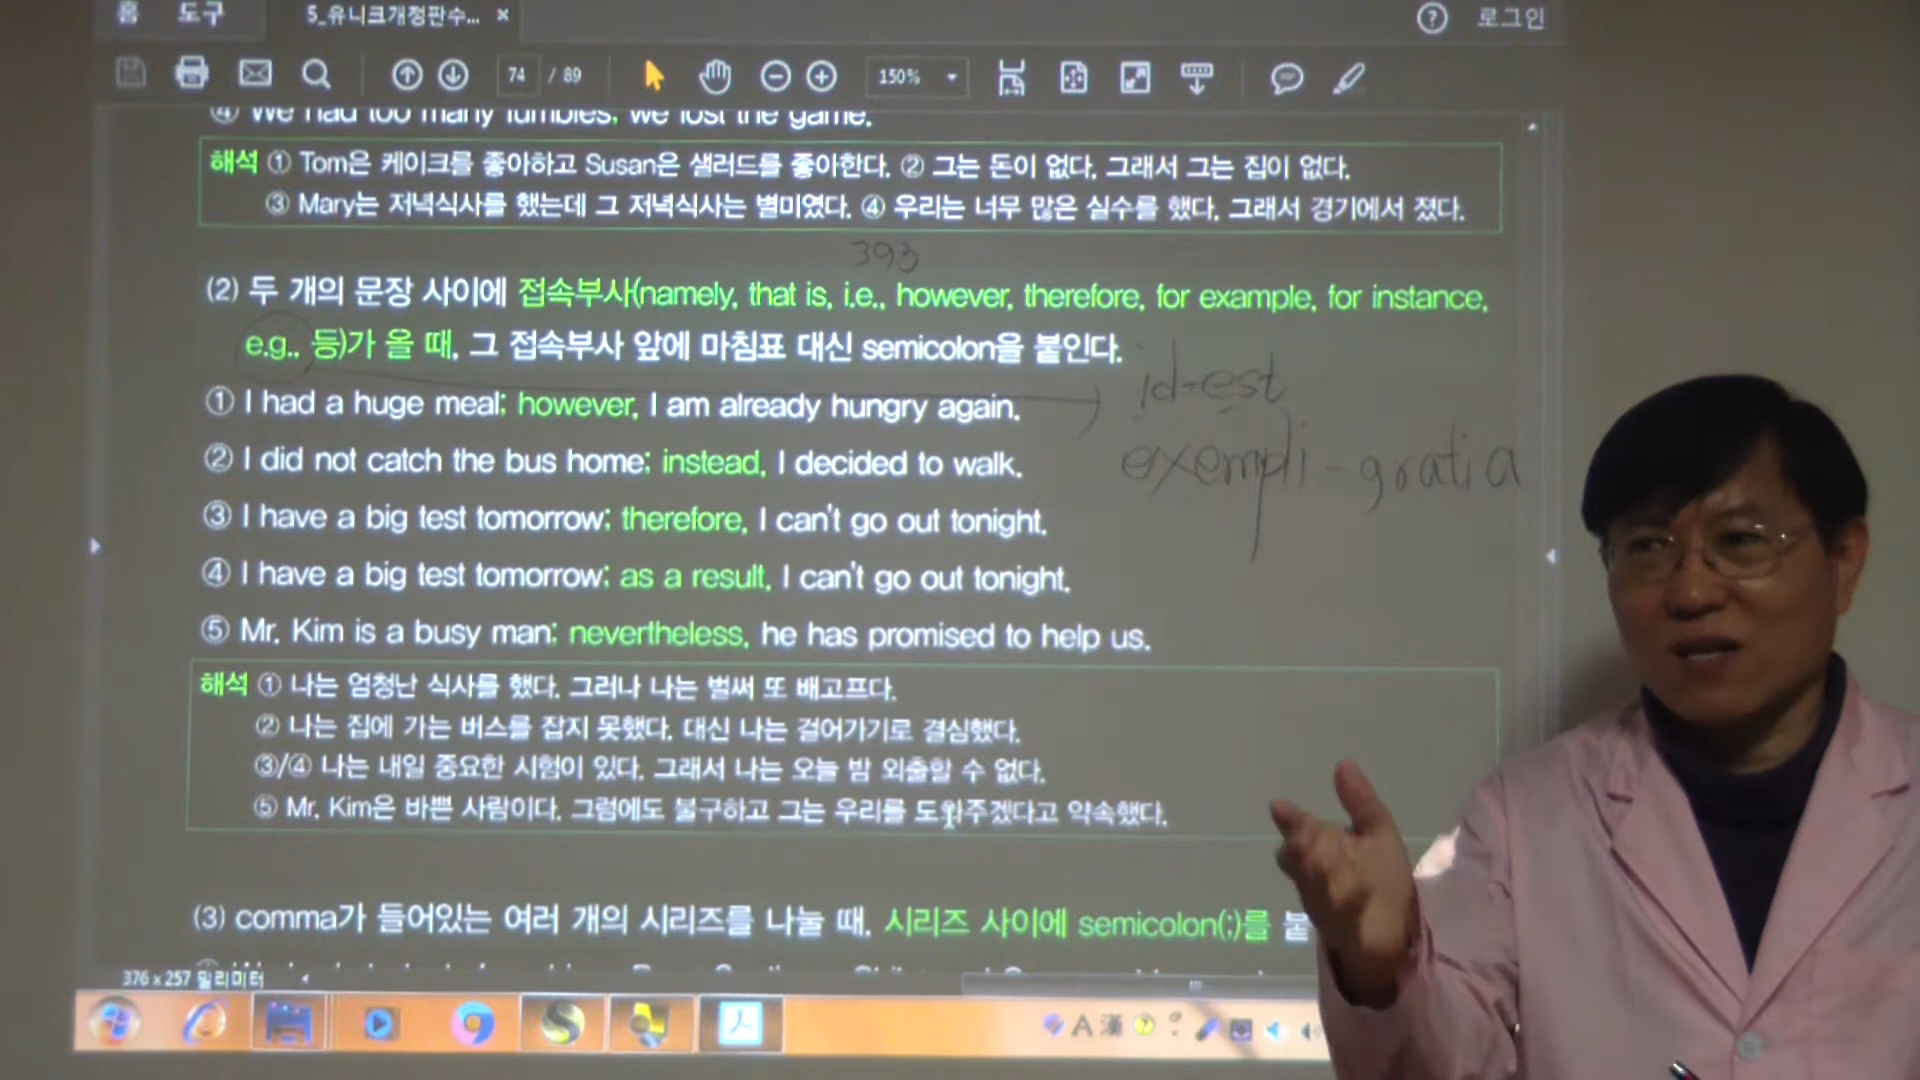 홈 도구 5_유니크개정판수... × ? 로그인
74 / 89 150%
④ We had too many fumbles; we lost the game.
해석 ① Tom은 케이크를 좋아하고 Susan은 샐러드를 좋아한다. ② 그는 돈이 없다. 그래서 그는 집이 없다.
③ Mary는 저녁식사를 했는데 그 저녁식사는 별미였다. ④ 우리는 너무 많은 실수를 했다. 그래서 경기에서 졌다.
393
(2) 두 개의 문장 사이에 접속부사(namely, that is, i.e., however, therefore, for example, for instance,
e.g., 등)가 올 때, 그 접속부사 앞에 마침표 대신 semicolon을 붙인다.
id-est
① I had a huge meal; however, I am already hungry again.
exempli-gratia
② I did not catch the bus home; instead, I decided to walk.
③ I have a big test tomorrow; therefore, I can't go out tonight.
④ I have a big test tomorrow; as a result, I can't go out tonight.
⑤ Mr. Kim is a busy man; nevertheless, he has promised to help us.
해석 ① 나는 엄청난 식사를 했다. 그러나 나는 벌써 또 배고프다.
② 나는 집에 가는 버스를 잡지 못했다. 대신 나는 걸어가기로 결심했다.
③/④ 나는 내일 중요한 시험이 있다. 그래서 나는 오늘 밤 외출할 수 없다.
⑤ Mr. Kim은 바쁜 사람이다. 그럼에도 불구하고 그는 우리를 도와주겠다고 약속했다.
(3) comma가 들어있는 여러 개의 시리즈를 나눌 때, 시리즈 사이에 semicolon(;)를 붙
376 x 257 밀리미터
A 漢